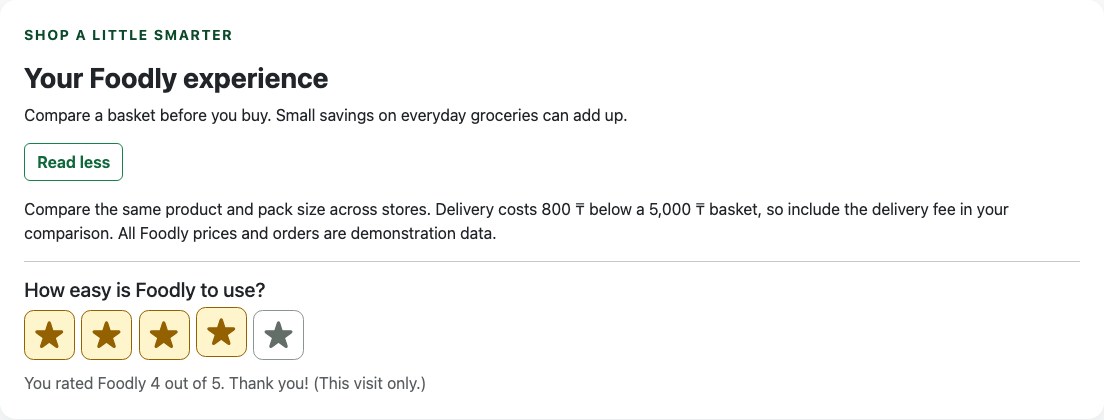 SHOP A LITTLE SMARTER
Your Foodly experience
Compare a basket before you buy. Small savings on everyday groceries can add up.
Read less
Compare the same product and pack size across stores. Delivery costs 800 ₸ below a 5,000 ₸ basket, so include the delivery fee in your
comparison. All Foodly prices and orders are demonstration data.
How easy is Foodly to use?
You rated Foodly 4 out of 5. Thank you! (This visit only.)